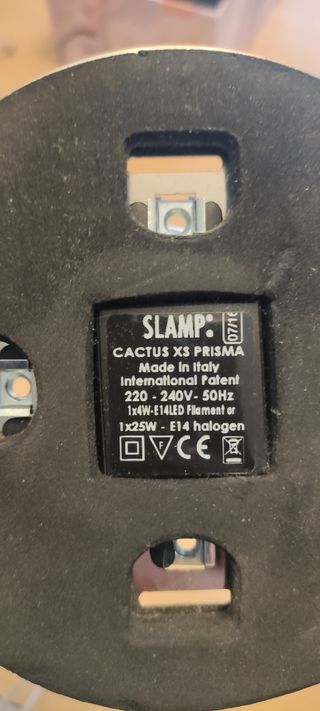 SLAMP: 07/16
CACTUS XS PRISMA
Made in Italy
International Patent
220 - 240V- 50Hz
1x4W-E14LED Filament or
1x25W - E14 halogen
F CE